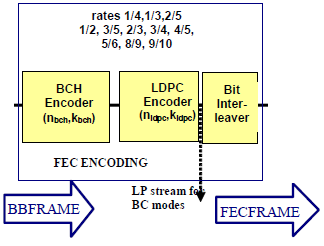 rates 1/4,1/3,2/5
1/2, 3/5, 2/3, 3/4, 4/5,
5/6, 8/9, 9/10
BCH
Encoder
(nbch,kbch)
LDPC
Encoder
(nldpc,kldpc)
Bit
Inter-
leaver
FEC ENCODING
LP stream for
BC modes
BBFRAME
FECFRAME